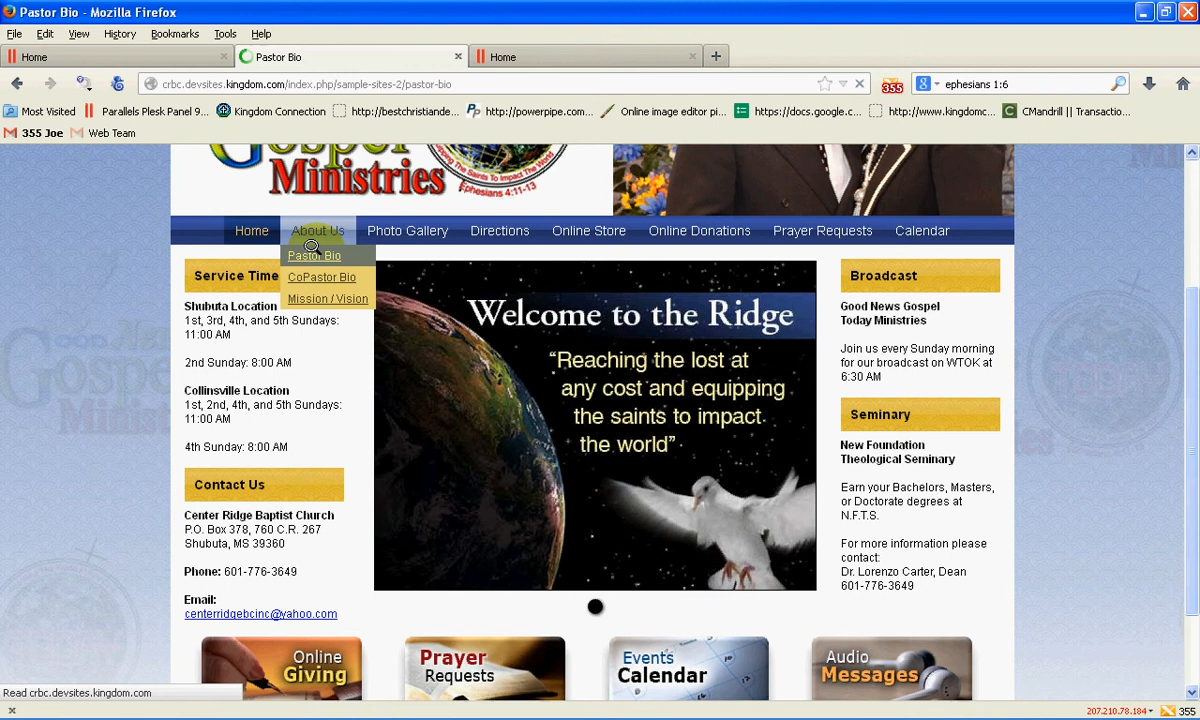 Pastor Bio - Mozilla Firefox
File Edit View History Bookmarks Tools Help
Home
Pastor Bio
Home
crbc.devsites.kingdom.com/index.php/sample-sites-2/pastor-bio
355
ephesians 1:6
Most Visited
Parallels Plesk Panel 9...
Kingdom Connection
http://bestchristiande...
http://powerpipe.com...
Online image editor pi...
https://docs.google.c...
http://www.kingdomc...
CMandrill || Transactio...
355 Joe
Web Team
Gospel
Ministries
Equipping The Saints To Impact The World
Ephesians 4:11-13
Home About Us Photo Gallery Directions Online Store Online Donations Prayer Requests Calendar
Pastor Bio
CoPastor Bio
Mission / Vision
Service Time
Shubuta Location
1st, 3rd, 4th, and 5th Sundays:
11:00 AM
2nd Sunday: 8:00 AM
Collinsville Location
1st, 2nd, 4th, and 5th Sundays:
11:00 AM
4th Sunday: 8:00 AM
Contact Us
Center Ridge Baptist Church
P.O. Box 378, 760 C.R. 267
Shubuta, MS 39360
Phone: 601-776-3649
Email:
centerridgebcinc@yahoo.com
Welcome to the Ridge
“Reaching the lost at
any cost and equipping
the saints to impact
the world”
Broadcast
Good News Gospel
Today Ministries
Join us every Sunday morning
for our broadcast on WTOK at
6:30 AM
Seminary
New Foundation
Theological Seminary
Earn your Bachelors, Masters,
or Doctorate degrees at
N.F.T.S.
For more information please
contact:
Dr. Lorenzo Carter, Dean
601-776-3649
Online
Giving
Prayer
Requests
Events
Calendar
Audio
Messages
Read crbc.devsites.kingdom.com
207.210.78.184
355